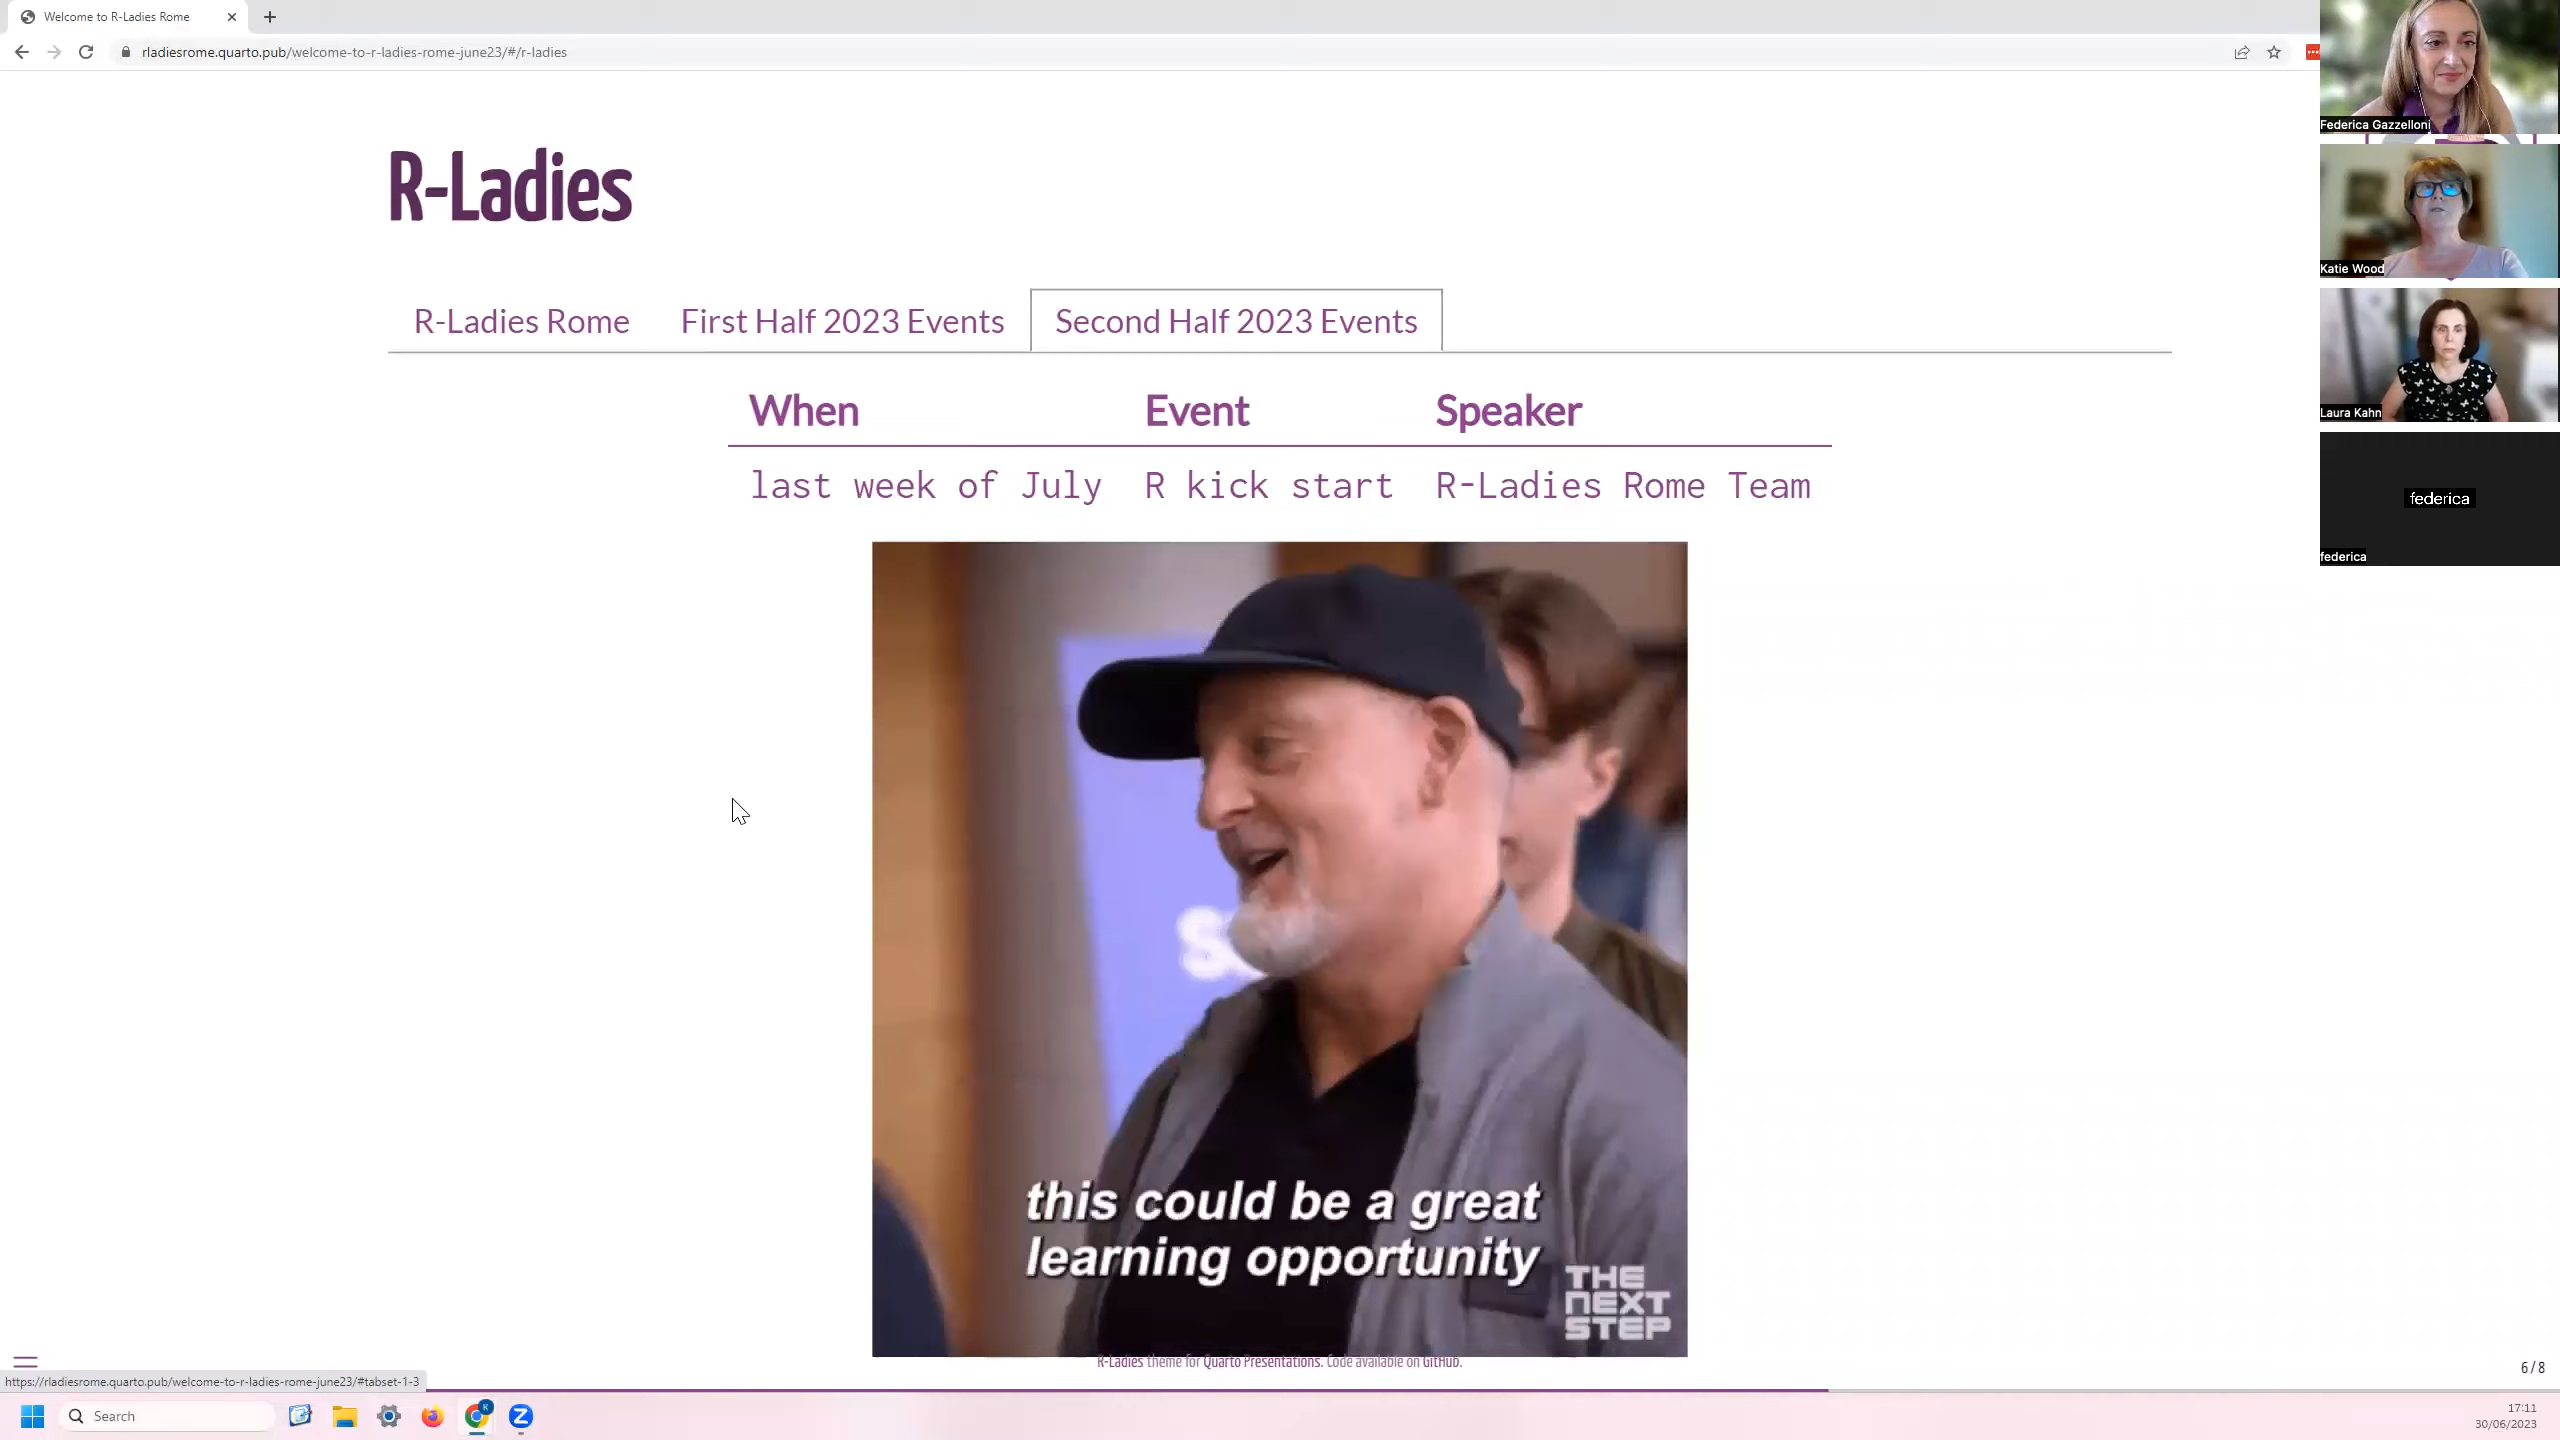 Welcome to R-Ladies Rome
rladiesrome.quarto.pub/welcome-to-r-ladies-rome-june23/#/r-ladies
Federica Gazzelloni
Katie Wood
Laura Kahn
federica
federica
R-Ladies
R-Ladies Rome First Half 2023 Events Second Half 2023 Events
When Event Speaker
last week of July R kick start R-Ladies Rome Team
this could be a great
learning opportunity
THE
NEXT
STEP
R-Ladies theme for Quarto Presentations. Code available on GitHub.
6 / 8
https://rladiesrome.quarto.pub/welcome-to-r-ladies-rome-june23/#tabset-1-3
Search
17:11
30/06/2023